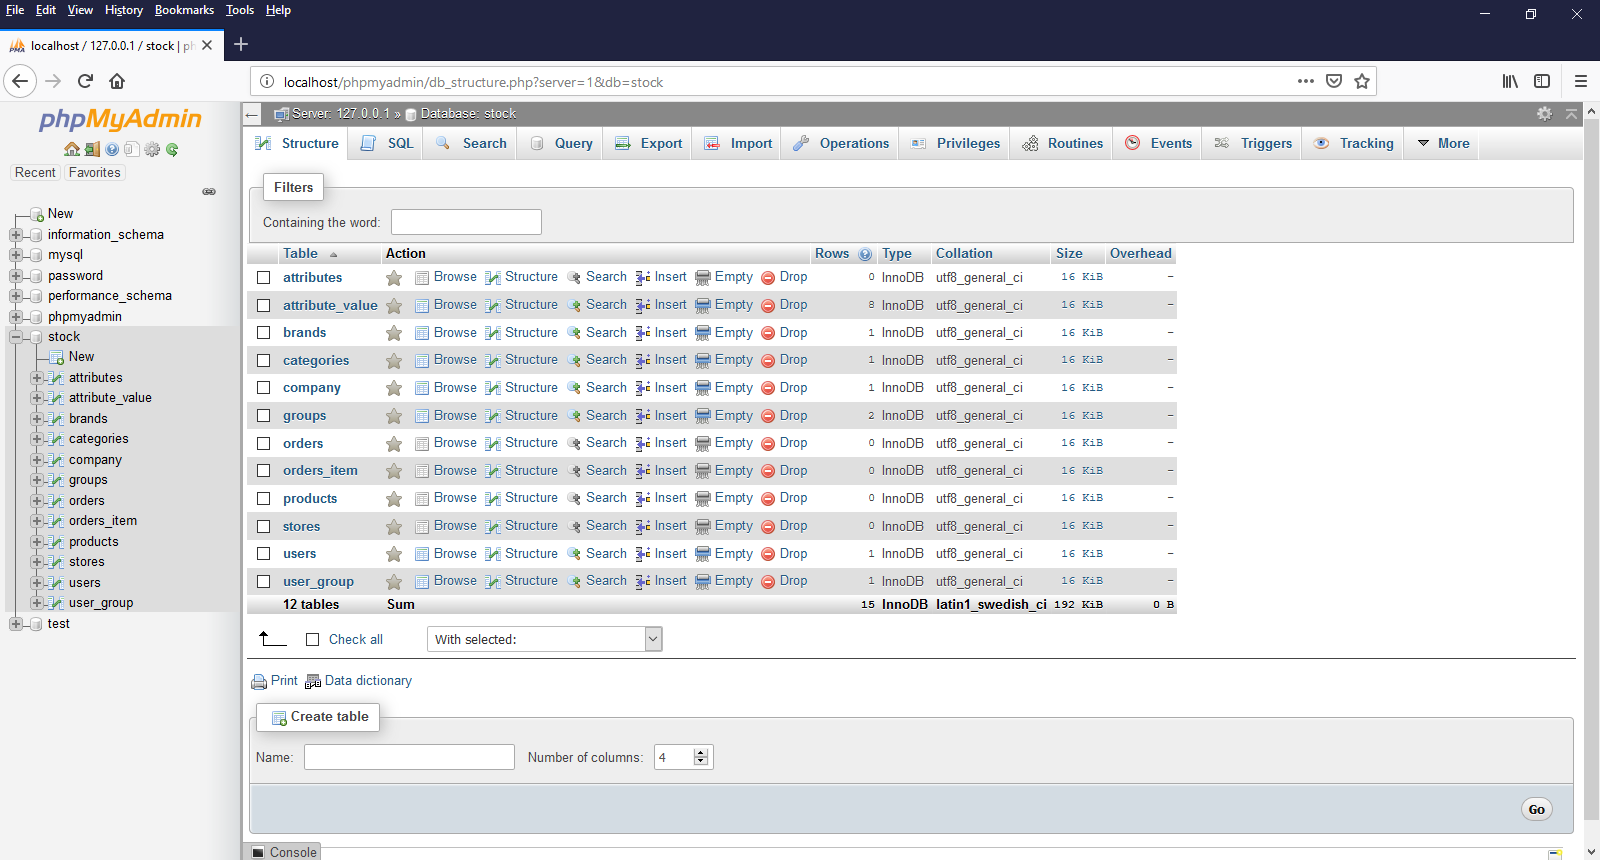 File Edit View History Bookmarks Tools Help
localhost / 127.0.0.1 / stock | ph
localhost/phpmyadmin/db_structure.php?server=1&db=stock
phpMyAdmin
Recent Favorites
New
information_schema
mysql
password
performance_schema
phpmyadmin
stock
New
attributes
attribute_value
brands
categories
company
groups
orders
orders_item
products
stores
users
user_group
test
Server: 127.0.0.1 » Database: stock
Structure SQL Search Query Export Import Operations Privileges Routines Events Triggers Tracking More
Filters
Containing the word:
Table Action Rows Type Collation Size Overhead
attributes Browse Structure Search Insert Empty Drop 0 InnoDB utf8_general_ci 16 KiB -
attribute_value Browse Structure Search Insert Empty Drop 8 InnoDB utf8_general_ci 16 KiB -
brands Browse Structure Search Insert Empty Drop 1 InnoDB utf8_general_ci 16 KiB -
categories Browse Structure Search Insert Empty Drop 1 InnoDB utf8_general_ci 16 KiB -
company Browse Structure Search Insert Empty Drop 1 InnoDB utf8_general_ci 16 KiB -
groups Browse Structure Search Insert Empty Drop 2 InnoDB utf8_general_ci 16 KiB -
orders Browse Structure Search Insert Empty Drop 0 InnoDB utf8_general_ci 16 KiB -
orders_item Browse Structure Search Insert Empty Drop 0 InnoDB utf8_general_ci 16 KiB -
products Browse Structure Search Insert Empty Drop 0 InnoDB utf8_general_ci 16 KiB -
stores Browse Structure Search Insert Empty Drop 0 InnoDB utf8_general_ci 16 KiB -
users Browse Structure Search Insert Empty Drop 1 InnoDB utf8_general_ci 16 KiB -
user_group Browse Structure Search Insert Empty Drop 1 InnoDB utf8_general_ci 16 KiB -
12 tables Sum 15 InnoDB latin1_swedish_ci 192 KiB 0 B
Check all With selected:
Print Data dictionary
Create table
Name: Number of columns: 4
Go
Console